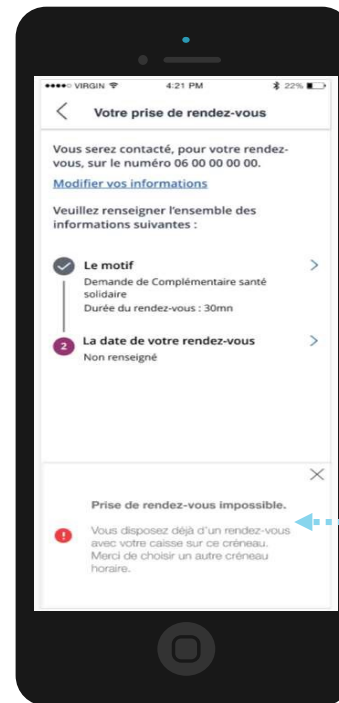 VIRGIN 4:21 PM 22%
Votre prise de rendez-vous
Vous serez contacté, pour votre rendez-
vous, sur le numéro 06 00 00 00 00.
Modifier vos informations
Veuillez renseigner l'ensemble des
informations suivantes :
Le motif
Demande de Complémentaire santé
solidaire
Durée du rendez-vous : 30mn
2 La date de votre rendez-vous
Non renseigné
Prise de rendez-vous impossible.
Vous disposez déjà d'un rendez-vous
avec votre caisse sur ce créneau.
Merci de choisir un autre créneau
horaire.